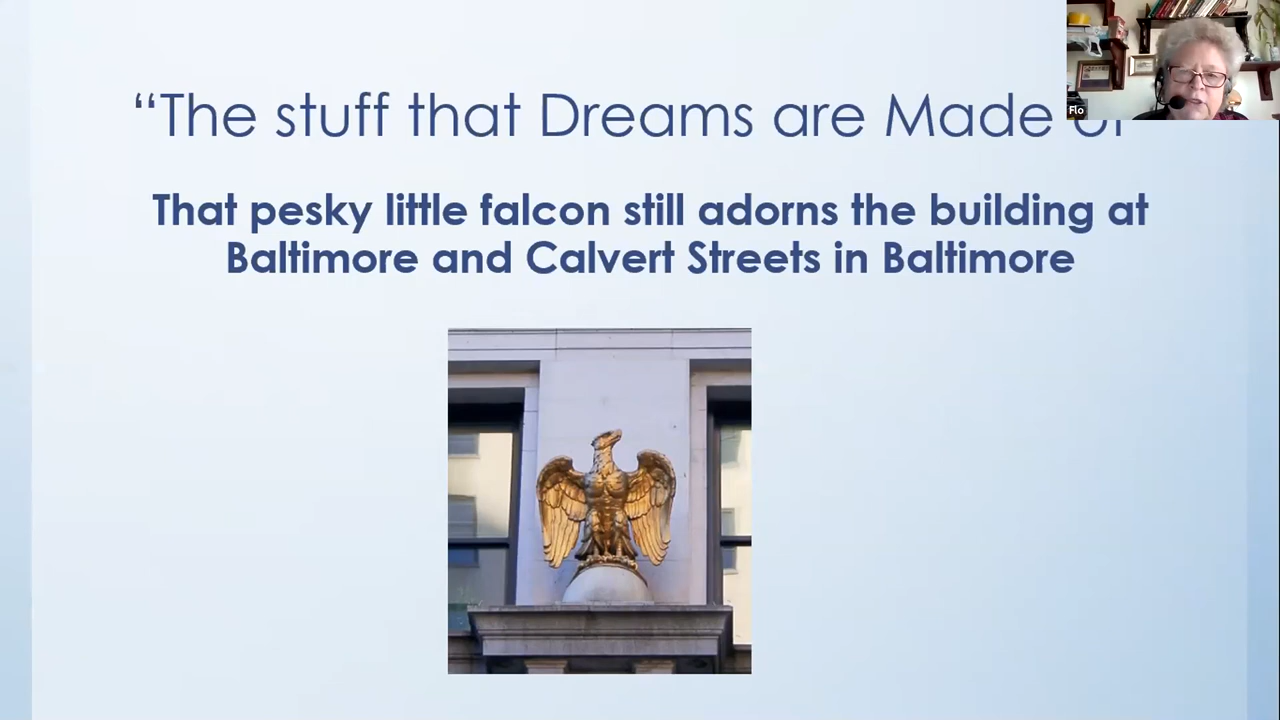 “The stuff that Dreams are Made of
That pesky little falcon still adorns the building at
Baltimore and Calvert Streets in Baltimore
Flo